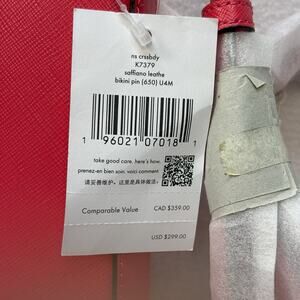 ns crssbdy
K7379
saffiano leathe
bikini pin (650) U4M
1 96021 07018 1
take good care. here's how.
prenez-en bien soin. voici comment.
请妥善维护。这里是具体做法。
Comparable Value CAD $359.00
USD $299.00